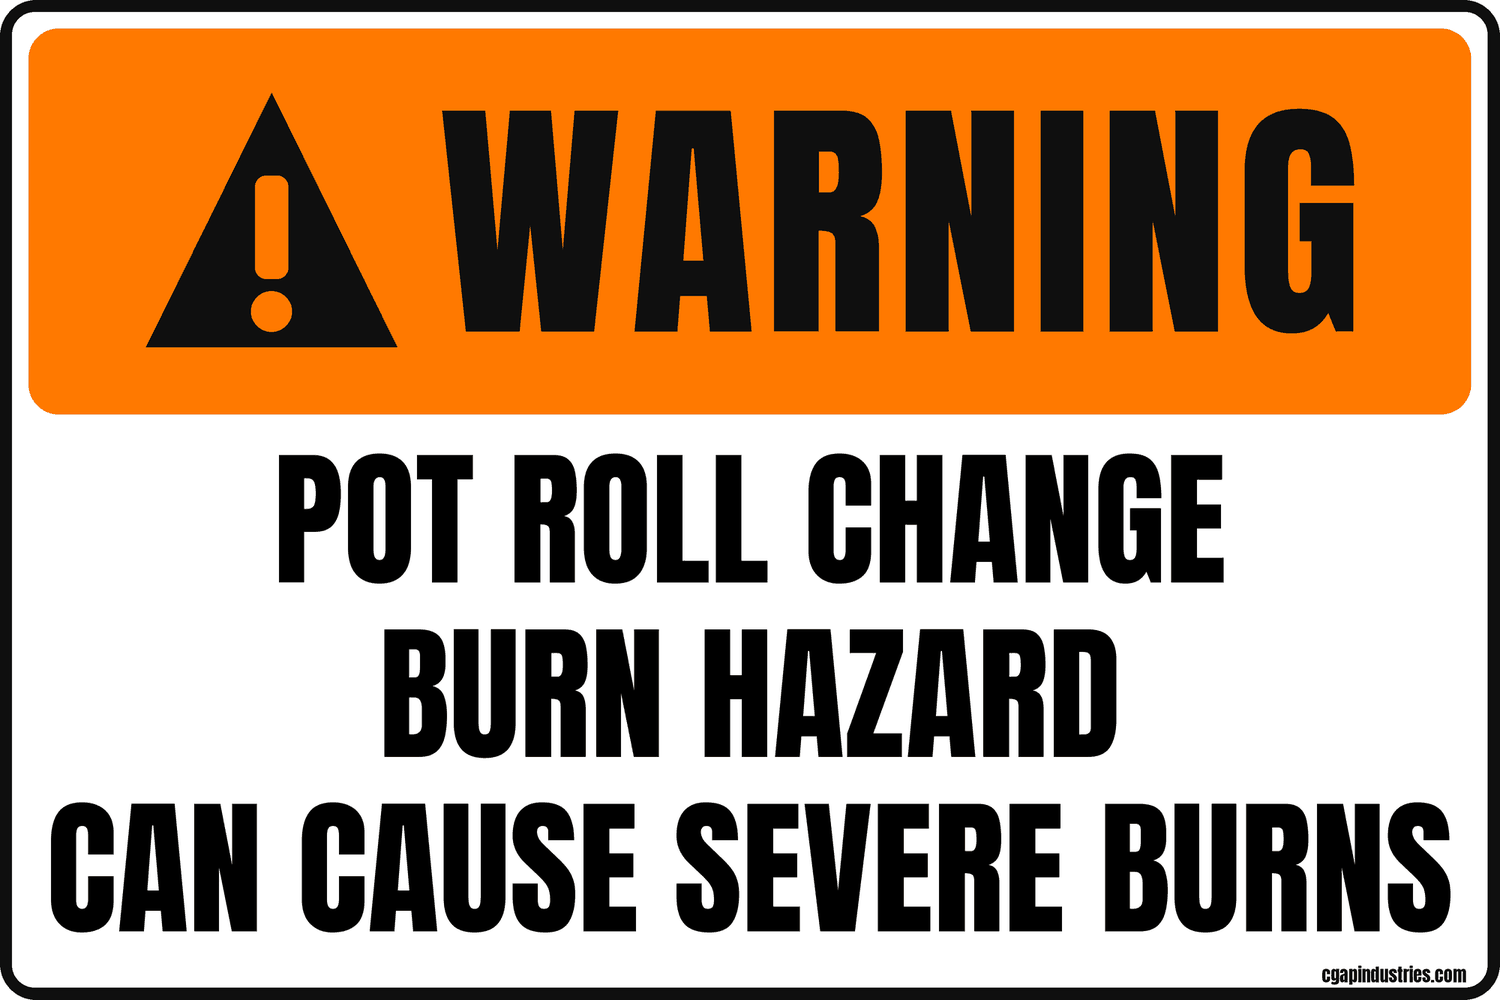 WARNING
POT ROLL CHANGE
BURN HAZARD
CAN CAUSE SEVERE BURNS
cgapindustries.com